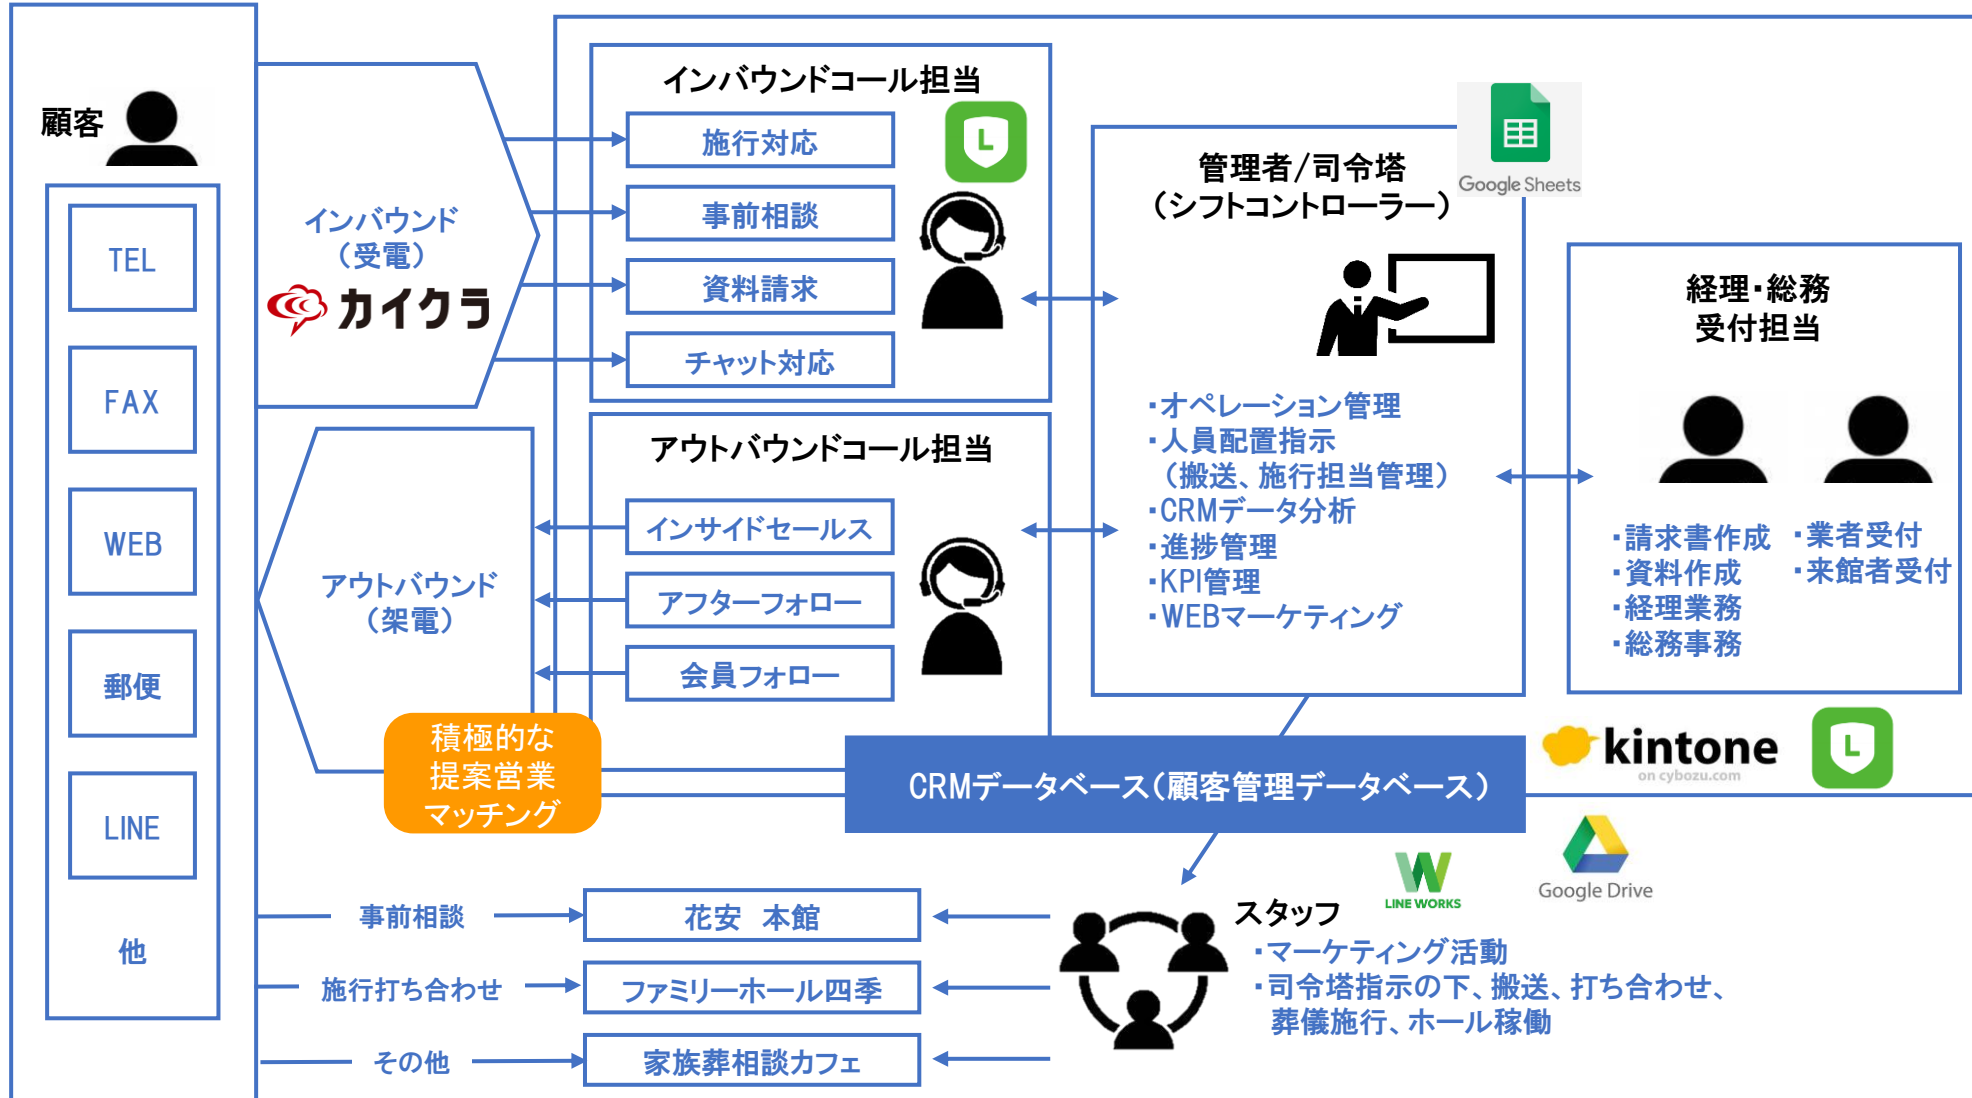 顧客
TEL
FAX
WEB
郵便
LINE
他
インバウンド
（受電）
カイクラ
アウトバウンド
（架電）
積極的な
提案営業
マッチング
インバウンドコール担当
L
施行対応
事前相談
資料請求
チャット対応
アウトバウンドコール担当
インサイドセールス
アフターフォロー
会員フォロー
管理者/司令塔
（シフトコントローラー）
Google Sheets
・オペレーション管理
・人員配置指示
（搬送、施行担当管理）
・CRMデータ分析
・進捗管理
・KPI管理
・WEBマーケティング
経理・総務
受付担当
・請求書作成
・資料作成
・経理業務
・総務事務
・業者受付
・来館者受付
kintone
on cybozu.com
L
CRMデータベース（顧客管理データベース）
LINE WORKS
Google Drive
事前相談
花安　本館
施行打ち合わせ
ファミリーホール四季
その他
家族葬相談カフェ
スタッフ
・マーケティング活動
・司令塔指示の下、搬送、打ち合わせ、
葬儀施行、ホール稼働